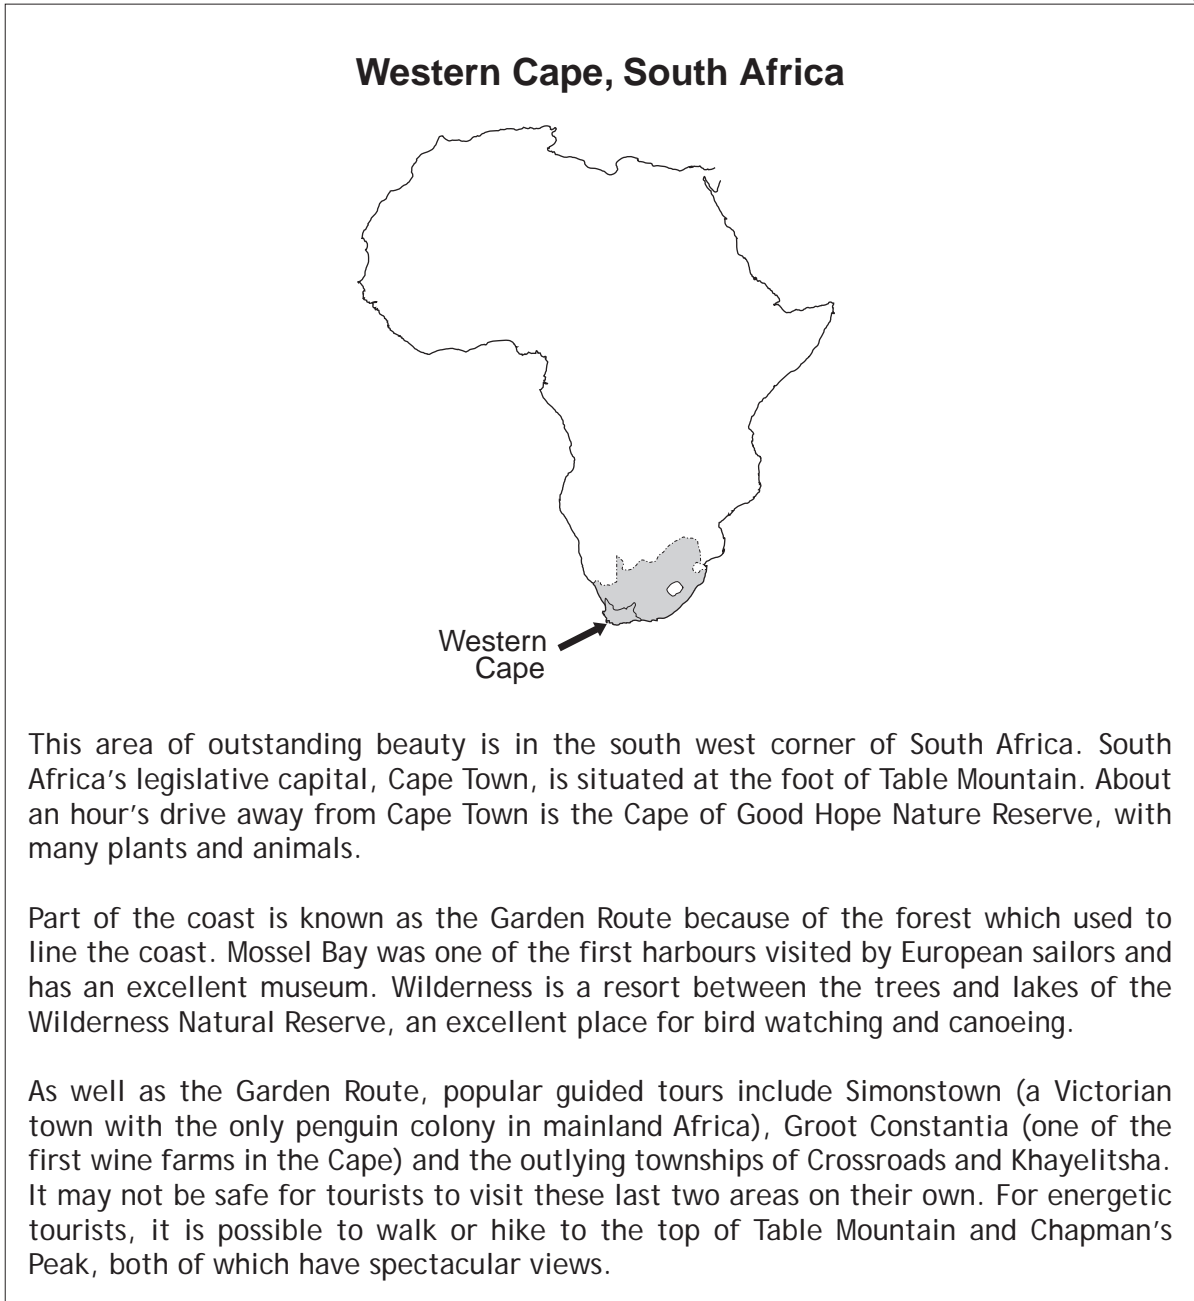 Western Cape, South Africa
Western
Cape
This area of outstanding beauty is in the south west corner of South Africa. South
Africa's legislative capital, Cape Town, is situated at the foot of Table Mountain. About
an hour's drive away from Cape Town is the Cape of Good Hope Nature Reserve, with
many plants and animals.
Part of the coast is known as the Garden Route because of the forest which used to
line the coast. Mossel Bay was one of the first harbours visited by European sailors and
has an excellent museum. Wilderness is a resort between the trees and lakes of the
Wilderness Natural Reserve, an excellent place for bird watching and canoeing.
As well as the Garden Route, popular guided tours include Simonstown (a Victorian
town with the only penguin colony in mainland Africa), Groot Constantia (one of the
first wine farms in the Cape) and the outlying townships of Crossroads and Khayelitsha.
It may not be safe for tourists to visit these last two areas on their own. For energetic
tourists, it is possible to walk or hike to the top of Table Mountain and Chapman's
Peak, both of which have spectacular views.